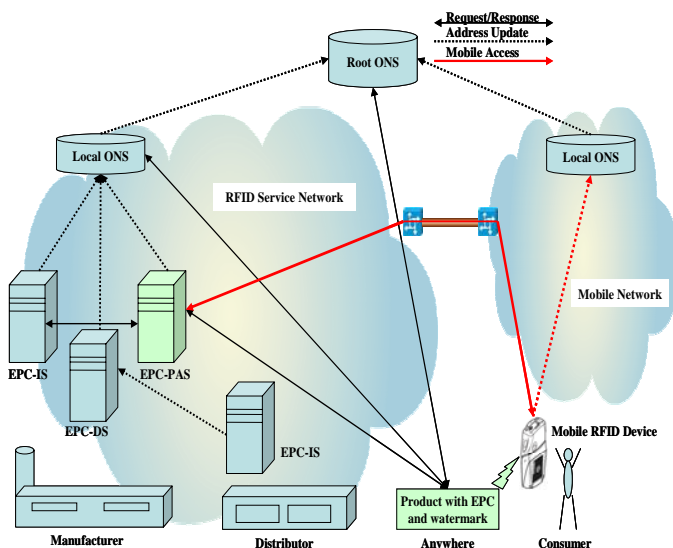 Request/Response
Address Update
Mobile Access
Root ONS
Local ONS
Local ONS
RFID Service Network
Mobile Network
EPC-IS
EPC-PAS
EPC-DS
EPC-IS
Mobile RFID Device
Product with EPC
and watermark
Manufacturer
Distributor
Anywhere
Consumer